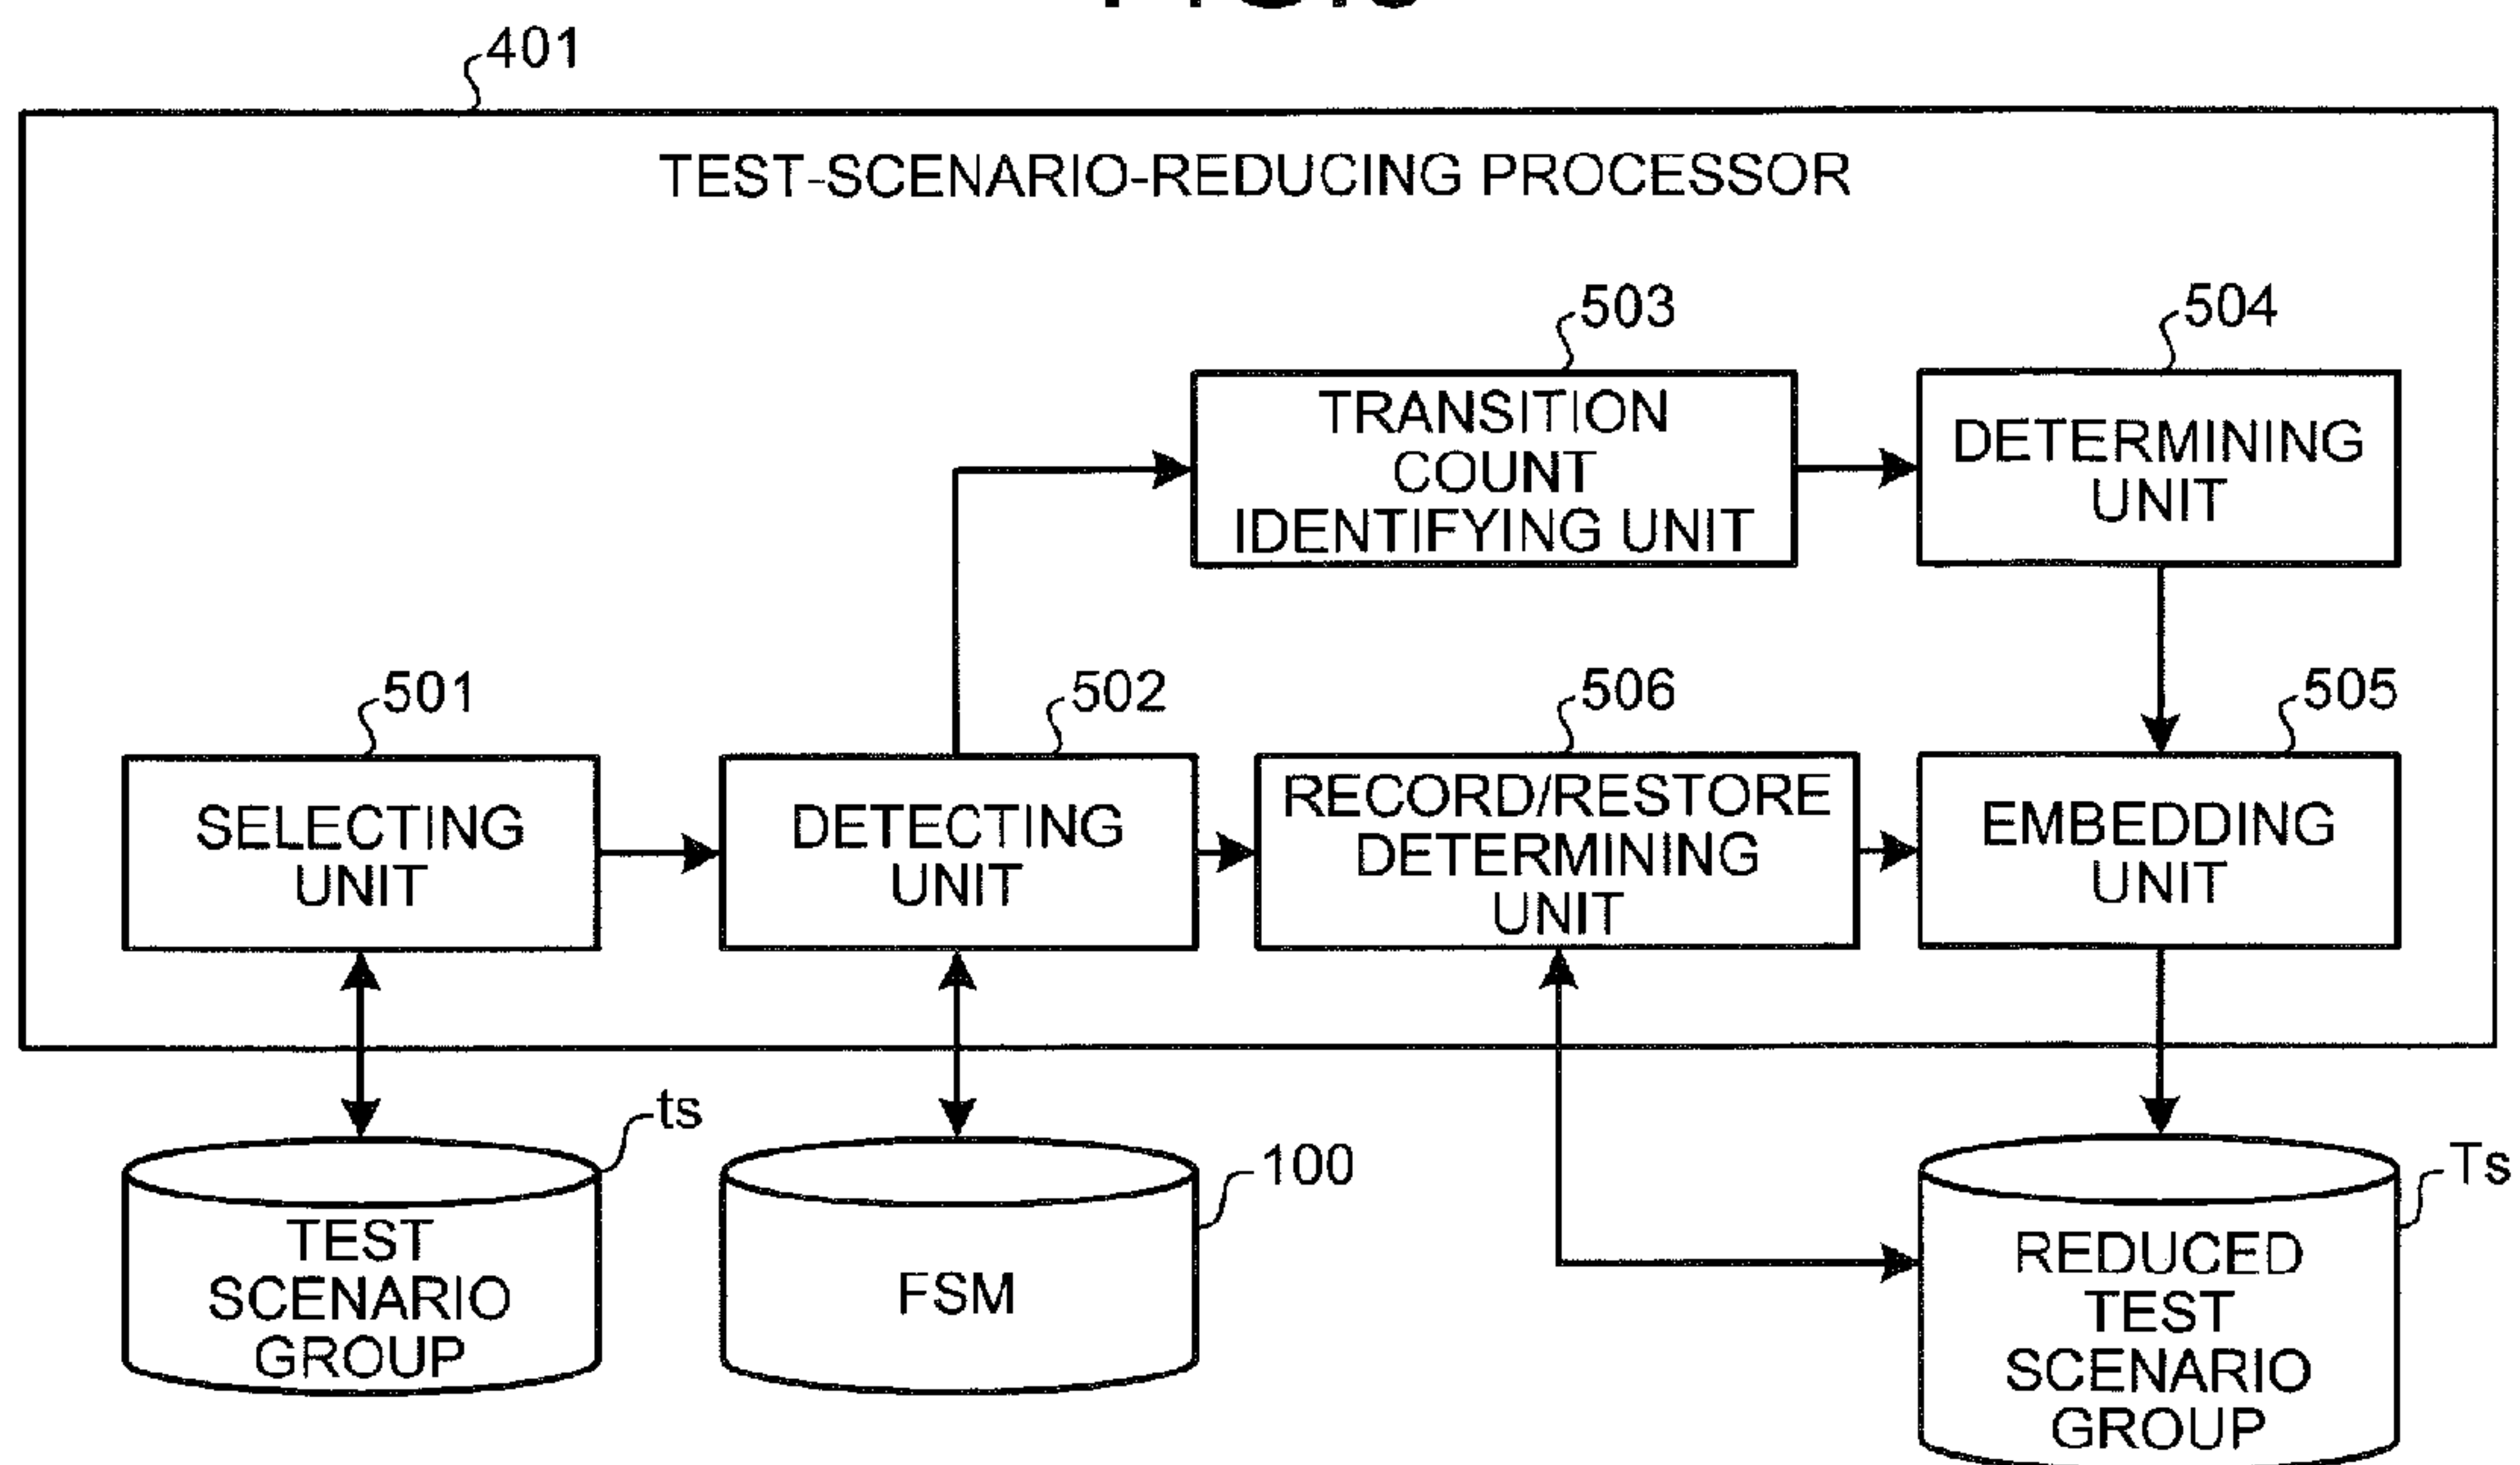 401
TEST-SCENARIO-REDUCING PROCESSOR
503
TRANSITION
COUNT
IDENTIFYING UNIT
504
DETERMINING
UNIT
501
SELECTING
UNIT
502
DETECTING
UNIT
506
RECORD/RESTORE
DETERMINING
UNIT
505
EMBEDDING
UNIT
ts
TEST
SCENARIO
GROUP
100
FSM
Ts
REDUCED
TEST
SCENARIO
GROUP